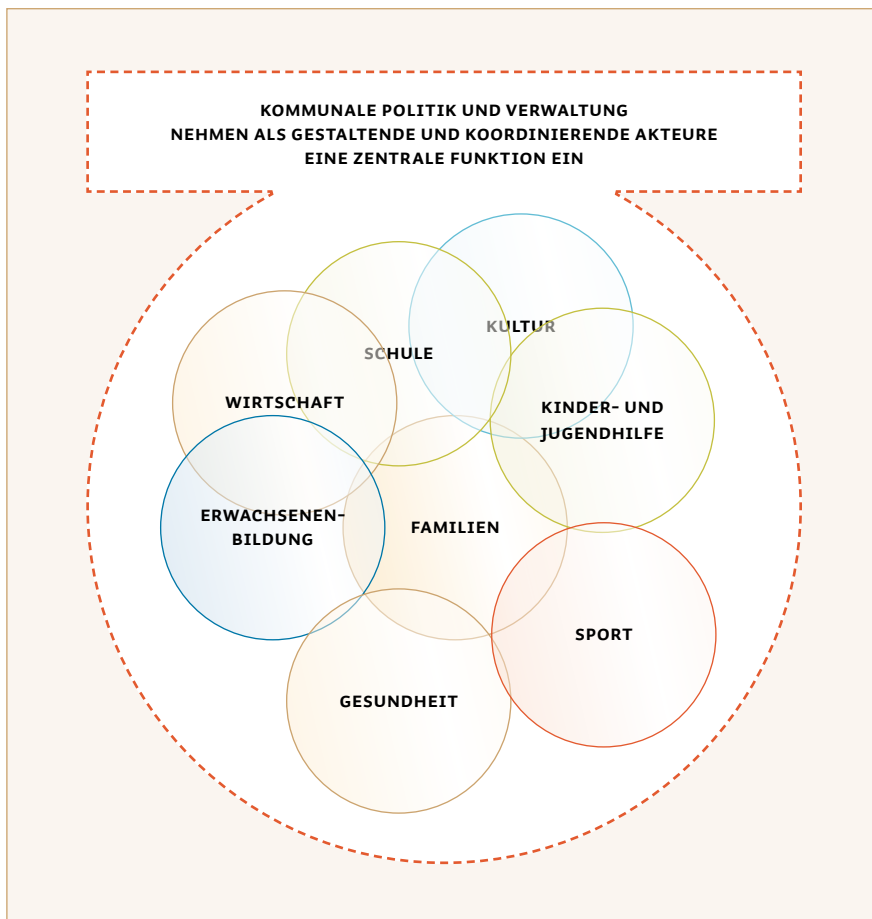 KOMMUNALE POLITIK UND VERWALTUNG
NEHMEN ALS GESTALTENDE UND KOORDINIERENDE AKTEURE
EINE ZENTRALE FUNKTION EIN
KULTUR
SCHULE
WIRTSCHAFT
KINDER- UND
JUGENDHILFE
ERWACHSENEN-
BILDUNG
FAMILIEN
SPORT
GESUNDHEIT